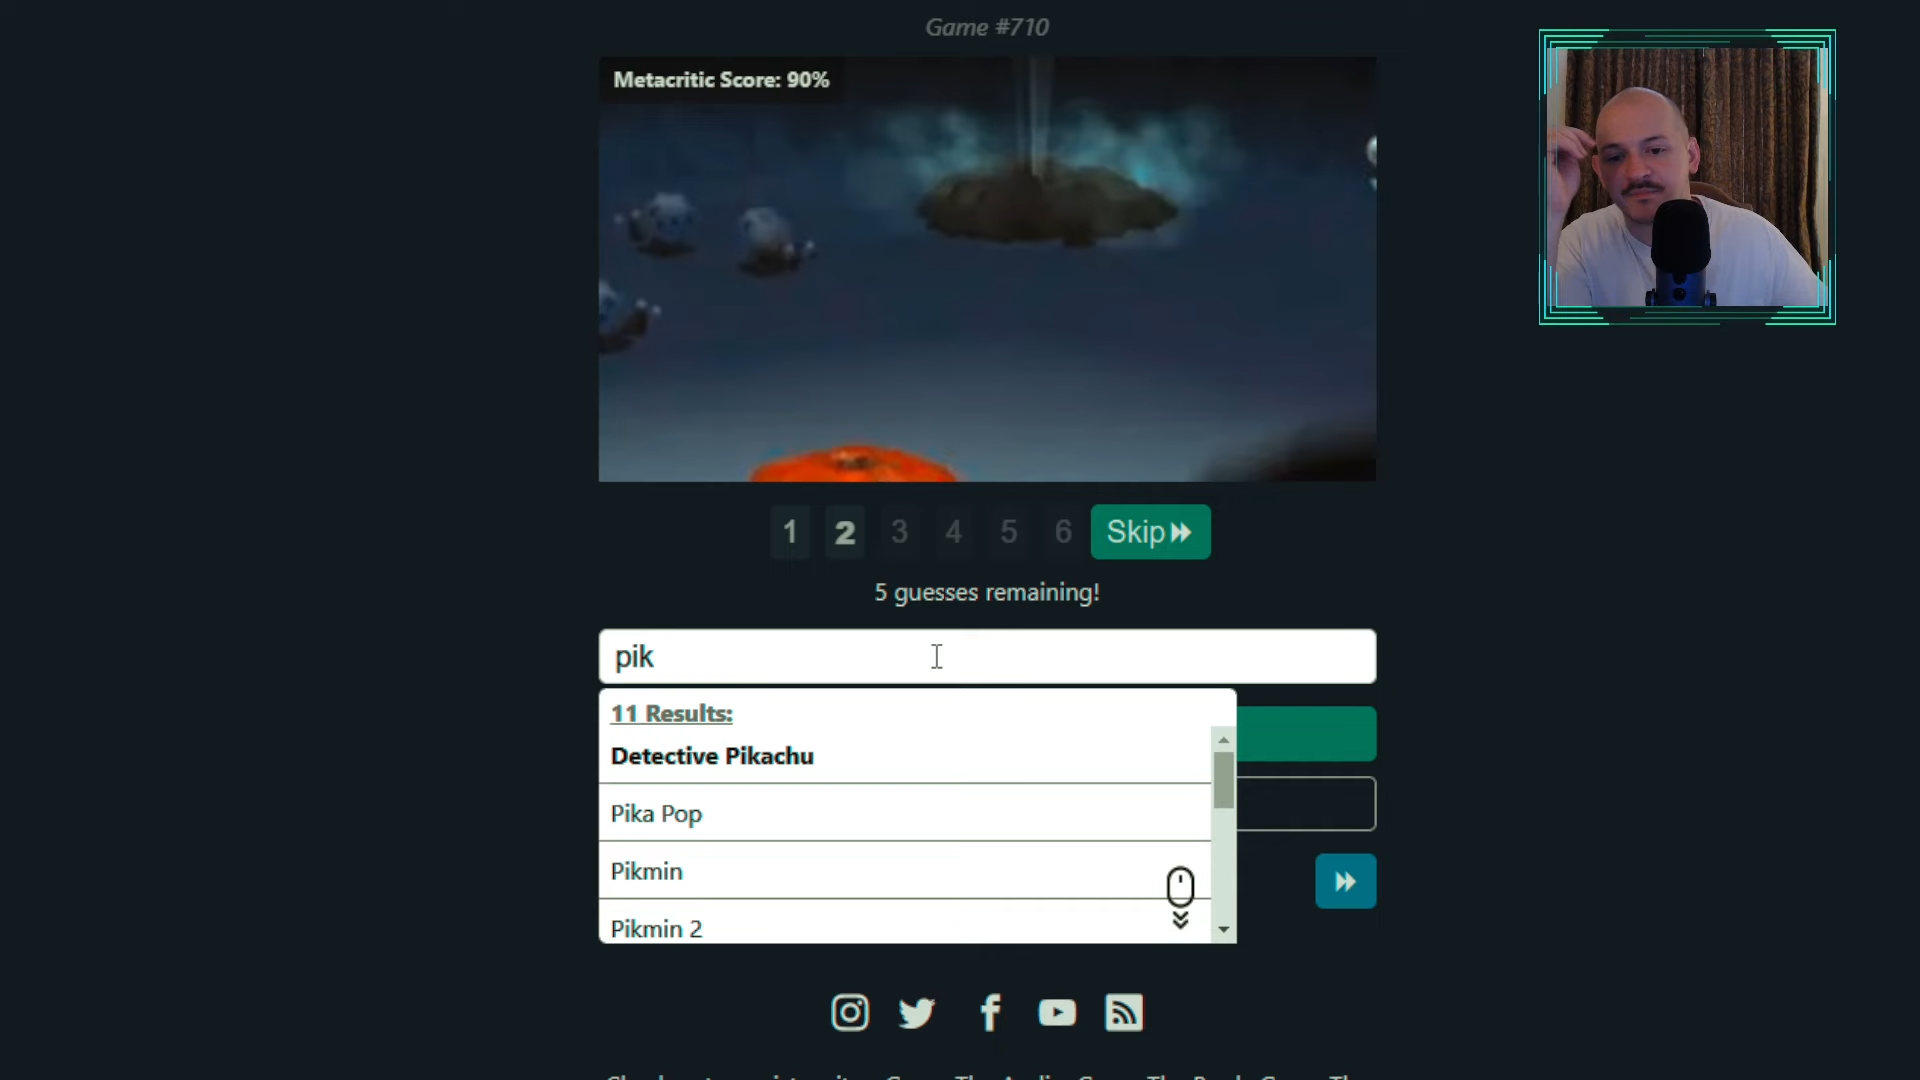 Game #710
Metacritic Score: 90%
1 2 3 4 5 6 Skip
5 guesses remaining!
pik
11 Results:
Detective Pikachu
Pika Pop
Pikmin
Pikmin 2